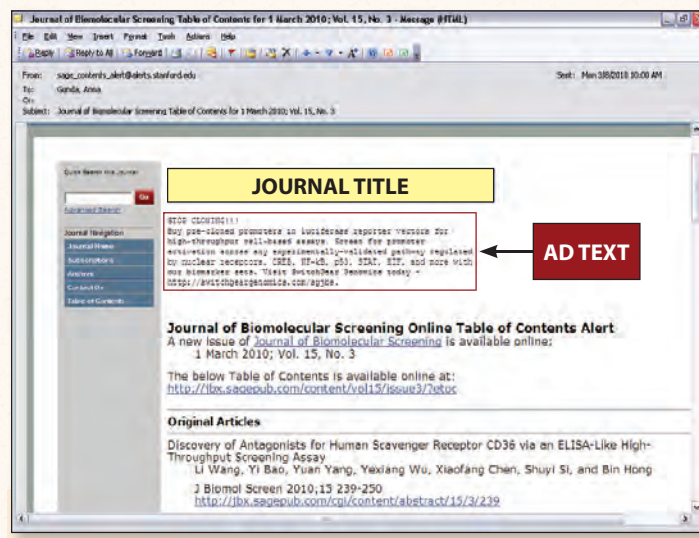 Journal of Biomolecular Screening Table of Contents for 1 March 2010; Vol. 15, No. 3 - Message (HTML)
File Edit View Insert Format Tools Actions Help
Reply Reply to All Forward
From: sage_contents_alert@alerts.stanford.edu Sent: Mon 3/8/2010 10:00 AM
To: Gonda, Anna
Cc:
Subject: Journal of Biomolecular Screening Table of Contents for 1 March 2010; Vol. 15, No. 3
Quick Search this Journal
Go
Advanced Search
Journal Navigation
Journal Home
Subscriptions
Archive
Contact Us
Table of Contents
JOURNAL TITLE
STOP CLONING!!!
Buy pre-cloned promoters in luciferase reporter vectors for
high-throughput cell-based assays. Screen for promoter
activation across any experimentally-validated pathway regulated
by nuclear receptors, CREB, NF-kB, p53, STAT, E2F, and more with
our biomarker sets. Visit SwitchGear Genomics today -
http://switchgeargenomics.com/
AD TEXT
Journal of Biomolecular Screening Online Table of Contents Alert
A new issue of Journal of Biomolecular Screening is available online:
1 March 2010; Vol. 15, No. 3
The below Table of Contents is available online at:
http://jbx.sagepub.com/content/vol15/issue3/?etoc
Original Articles
Discovery of Antagonists for Human Scavenger Receptor CD36 via an ELISA-Like High-
Throughput Screening Assay
Li Wang, Yi Bao, Yuan Yang, Yexiang Wu, Xiaofang Chen, Shuyi Si, and Bin Hong
J Biomol Screen 2010;15 239-250
http://jbx.sagepub.com/cgi/content/abstract/15/3/239